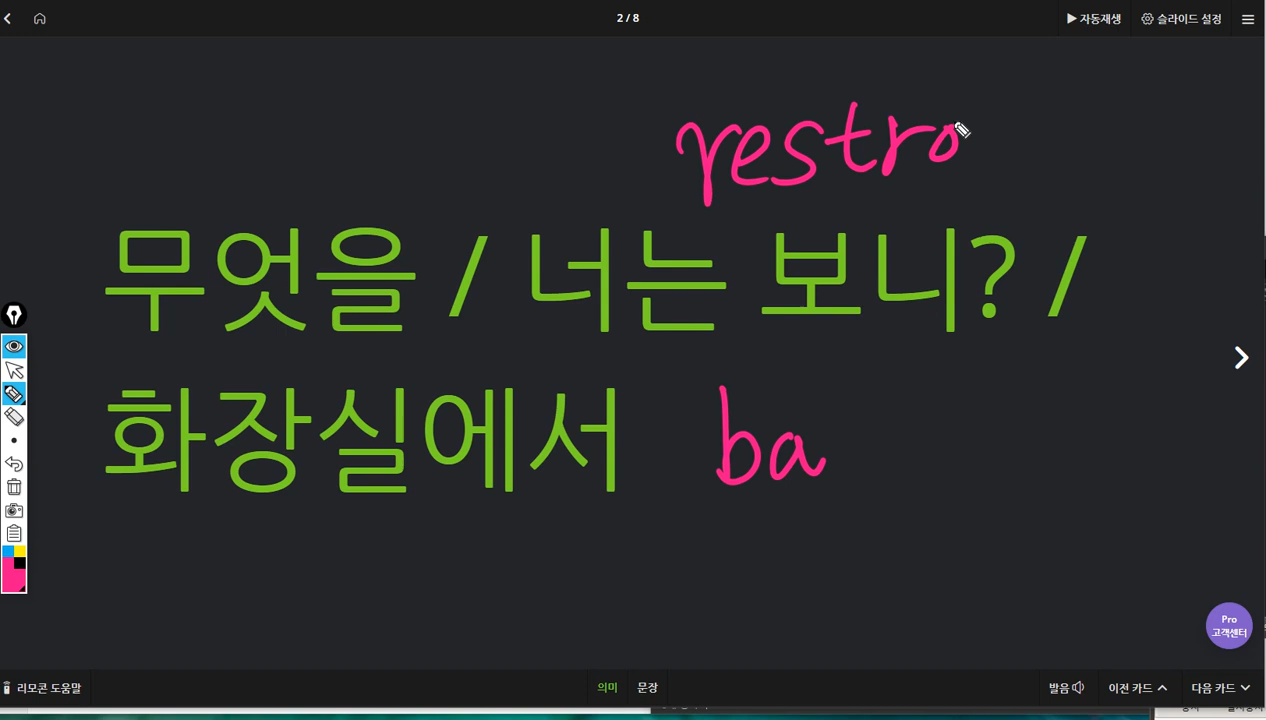 2 / 8
자동재생
슬라이드 설정
restro
무엇을 / 너는 보니? /
화장실에서
ba
Pro
고객센터
리모콘 도움말
의미
문장
발음
이전 카드
다음 카드